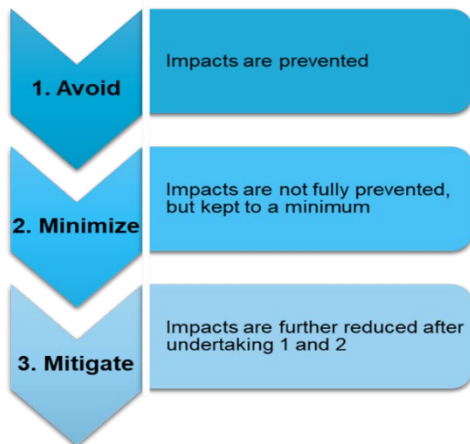 1. Avoid
Impacts are prevented
2. Minimize
Impacts are not fully prevented,
but kept to a minimum
3. Mitigate
Impacts are further reduced after
undertaking 1 and 2